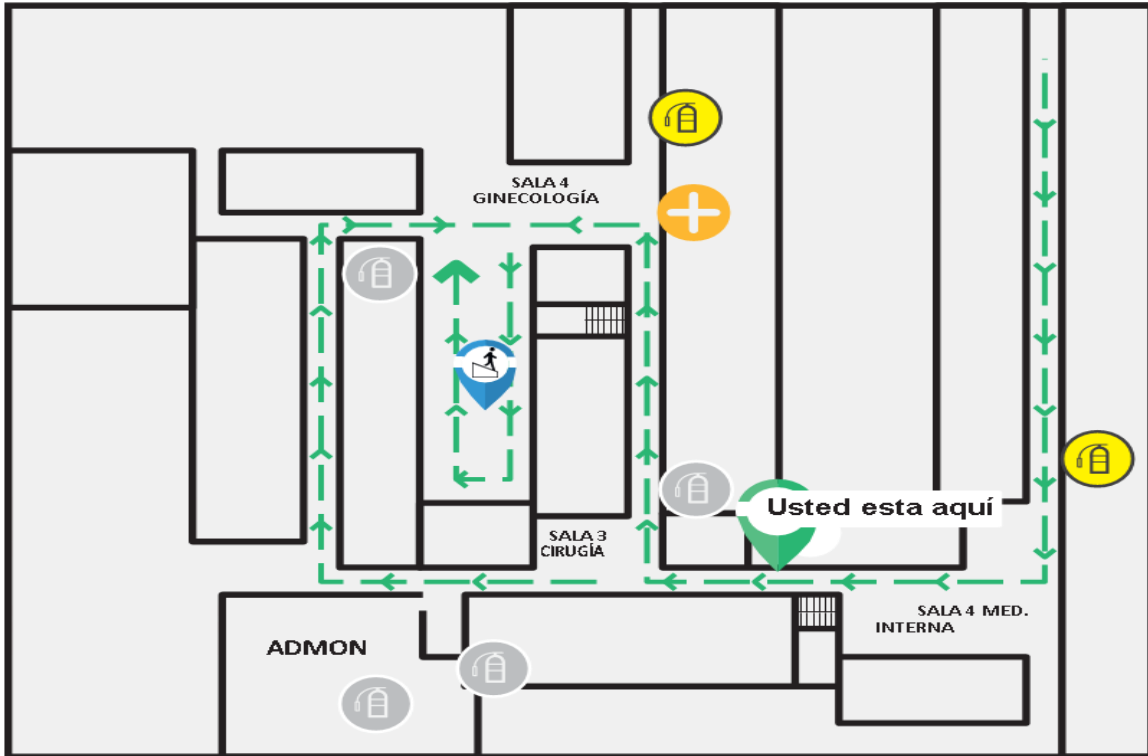 SALA 4
GINECOLOGÍA
Usted esta aquí
SALA 3
CIRUGÍA
SALA 4 MED.
INTERNA
ADMON